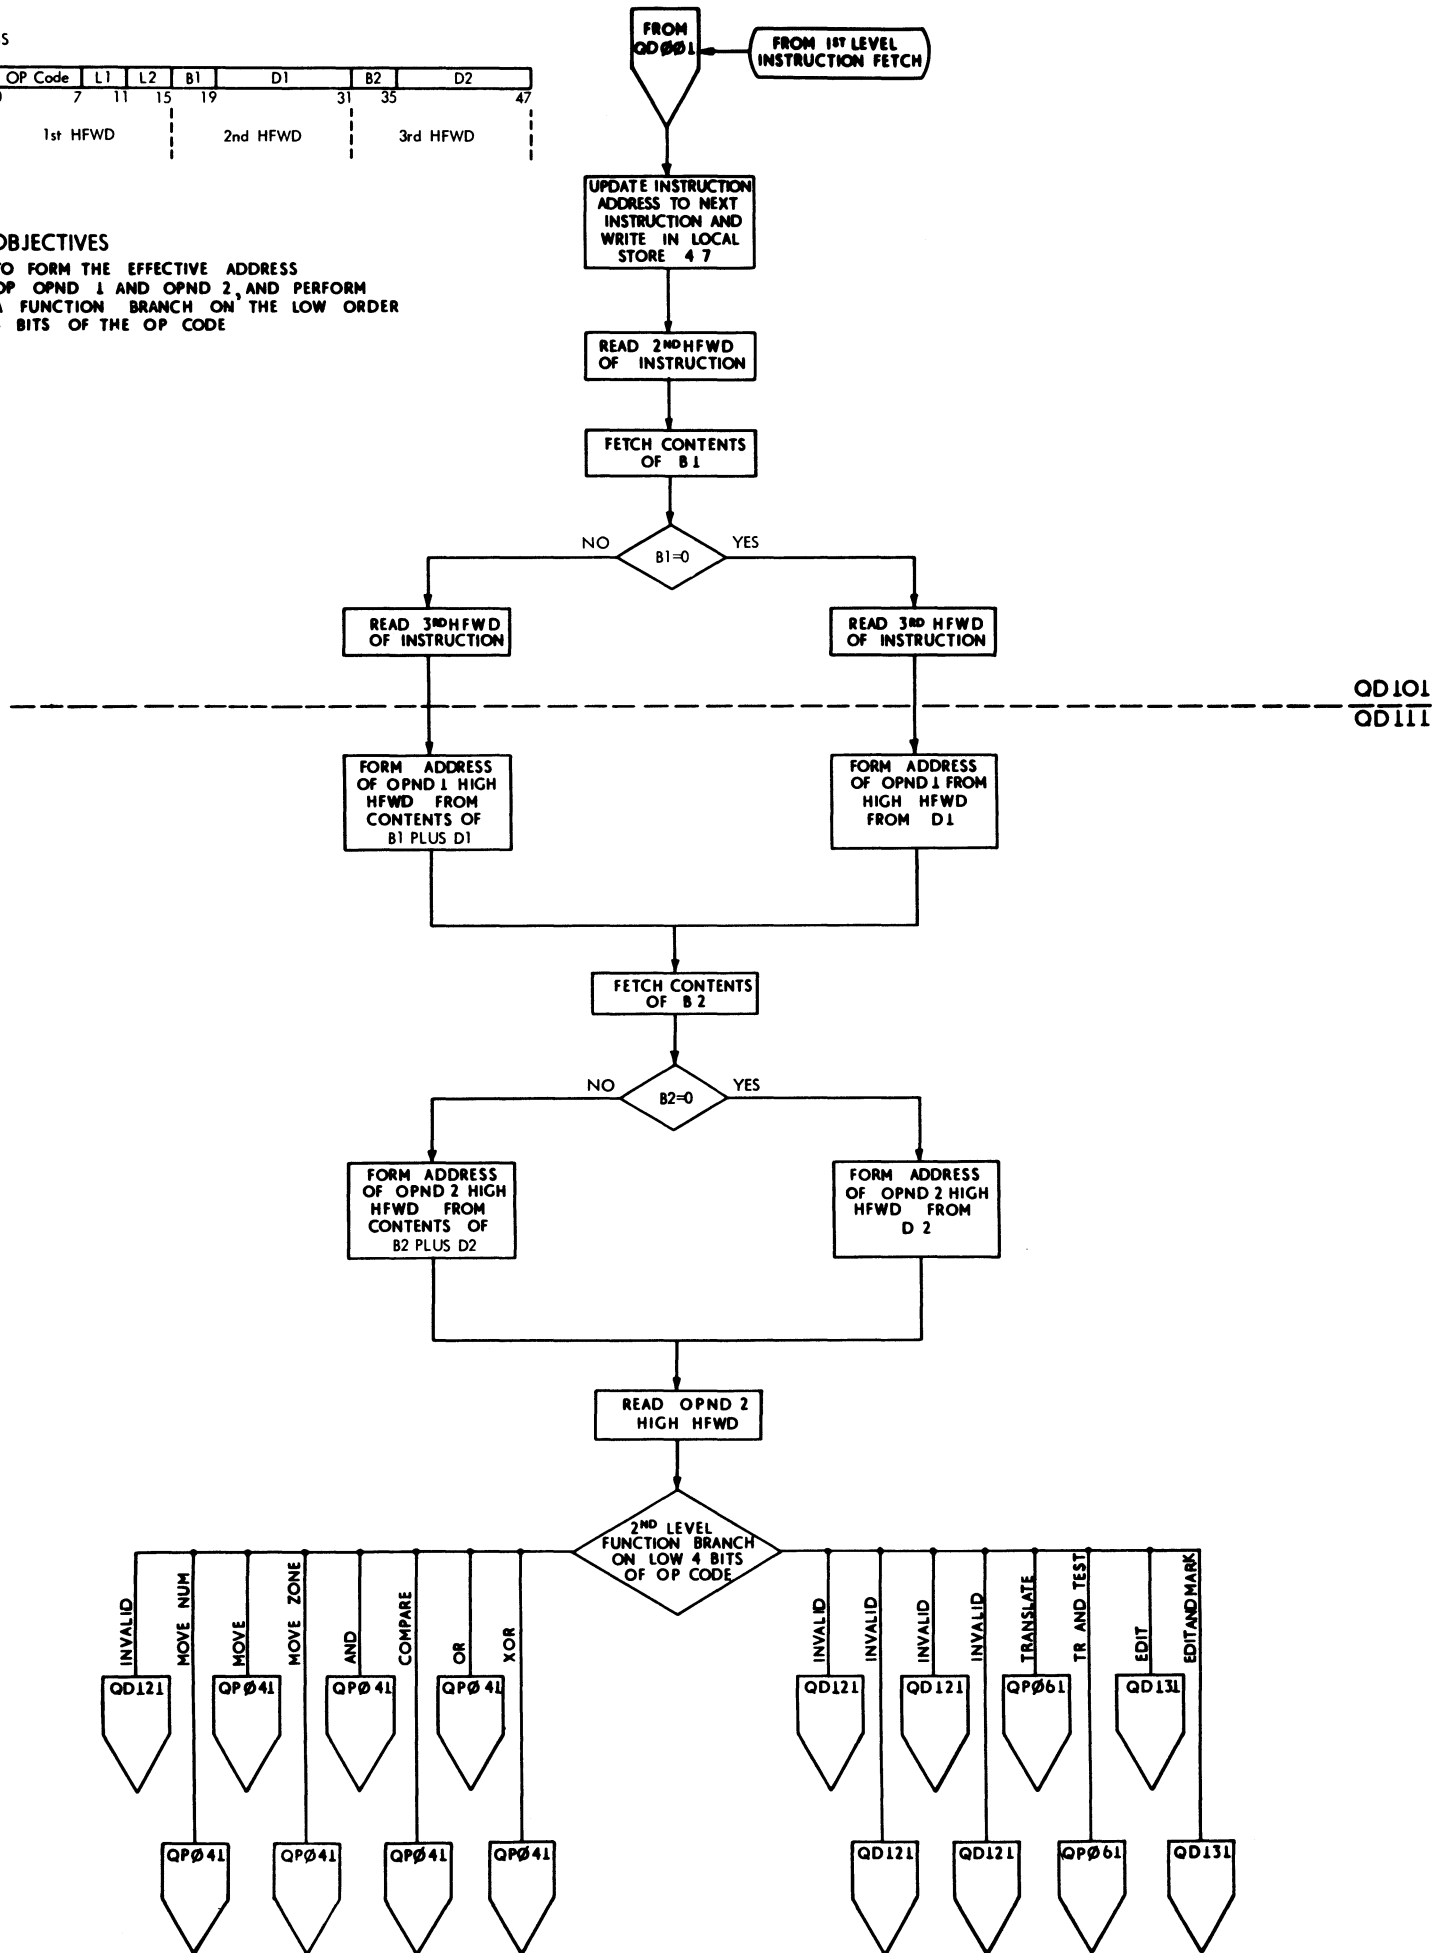 S
OP Code L1 L2 B1 D1 B2 D2
7 11 15 19 31 35 47
1st HFWD 2nd HFWD 3rd HFWD
OBJECTIVES
TO FORM THE EFFECTIVE ADDRESS
OP OPND 1 AND OPND 2, AND PERFORM
A FUNCTION BRANCH ON THE LOW ORDER
BITS OF THE OP CODE
FROM
QDØØ1
FROM 1ST LEVEL
INSTRUCTION FETCH
UPDATE INSTRUCTION
ADDRESS TO NEXT
INSTRUCTION AND
WRITE IN LOCAL
STORE 4 7
READ 2ND HFWD
OF INSTRUCTION
FETCH CONTENTS
OF B1
NO
B1=0
YES
READ 3RD HFWD
OF INSTRUCTION
READ 3RD HFWD
OF INSTRUCTION
QD101
QD111
FORM ADDRESS
OF OPND 1 HIGH
HFWD FROM
CONTENTS OF
B1 PLUS D1
FORM ADDRESS
OF OPND 1 FROM
HIGH HFWD
FROM D1
FETCH CONTENTS
OF B2
NO
B2=0
YES
FORM ADDRESS
OF OPND 2 HIGH
HFWD FROM
CONTENTS OF
B2 PLUS D2
FORM ADDRESS
OF OPND 2 HIGH
HFWD FROM
D 2
READ OPND 2
HIGH HFWD
2ND LEVEL
FUNCTION BRANCH
ON LOW 4 BITS
OF OP CODE
INVALID
MOVE NUM
MOVE
MOVE ZONE
AND
COMPARE
OR
XOR
INVALID
INVALID
INVALID
INVALID
TRANSLATE
TR AND TEST
EDIT
EDIT AND MARK
QD121
QPØ41
QPØ41
QPØ41
QD121
QD121
QPØ61
QD131
QPØ41
QPØ41
QPØ41
QPØ41
QD121
QD121
QPØ61
QD131